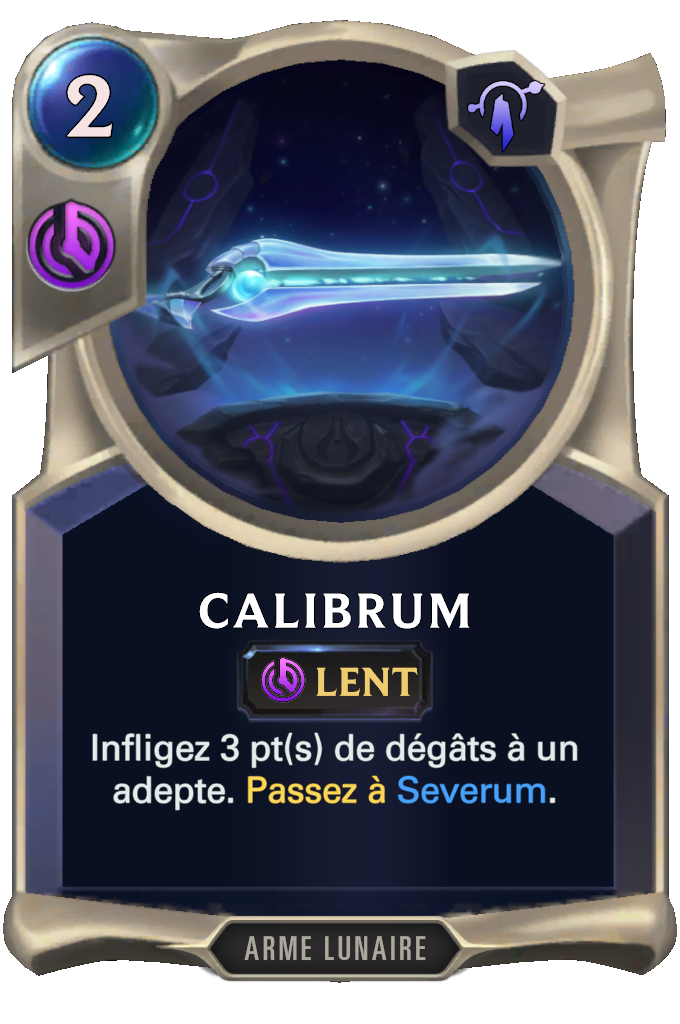 2
CALIBRUM
LENT
Infligez 3 pt(s) de dégâts à un
adepte. Passez à Severum.
ARME LUNAIRE